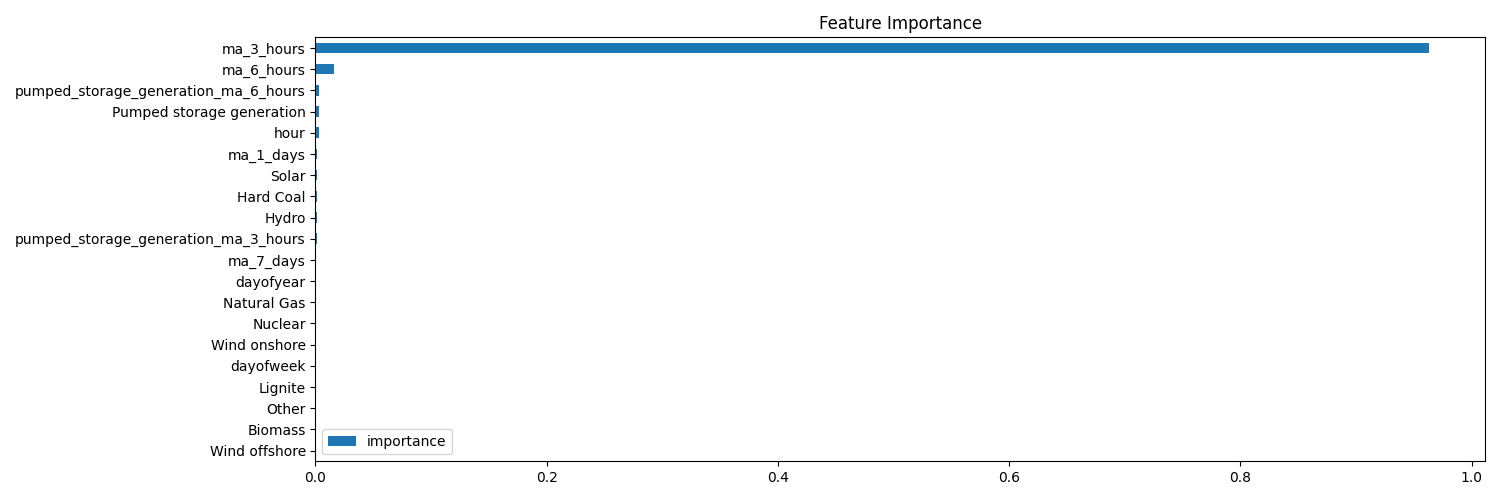 Feature Importance
ma_3_hours
ma_6_hours
pumped_storage_generation_ma_6_hours
Pumped storage generation
hour
ma_1_days
Solar
Hard Coal
Hydro
pumped_storage_generation_ma_3_hours
ma_7_days
dayofyear
Natural Gas
Nuclear
Wind onshore
dayofweek
Lignite
Other
Biomass
Wind offshore
importance
0.0 0.2 0.4 0.6 0.8 1.0